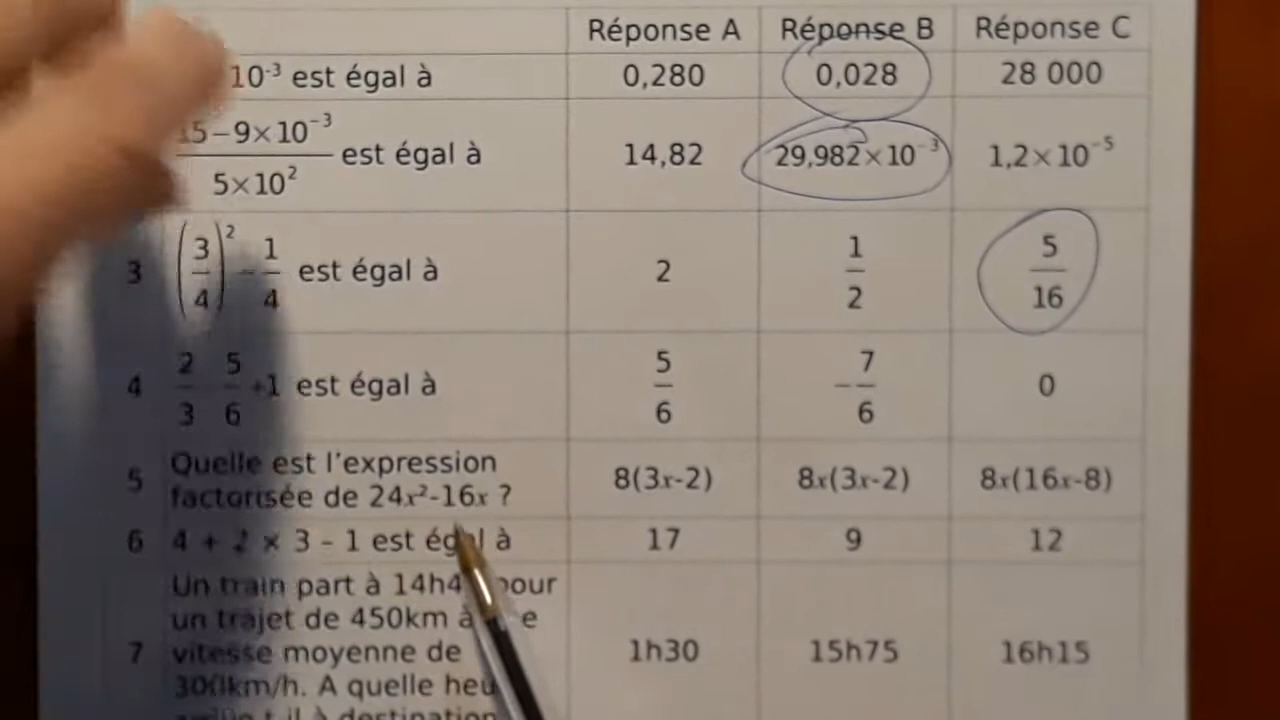 Réponse A Réponse B Réponse C
10⁻³ est égal à 0,280 0,028 28 000
15−9×10⁻³ / 5×10² est égal à 14,82 29,982×10⁻³ 1,2×10⁻⁵
3 (3/4)² - 1/4 est égal à 2 1/2 5/16
4 2/3 5/6 +1 est égal à 5/6 −7/6 0
5 Quelle est l'expression
factorisée de 24x²-16x ? 8(3x-2) 8x(3x-2) 8x(16x-8)
6 4 + 2 × 3 - 1 est égal à 17 9 12
Un train part à pour
un trajet de 450km à
7 vitesse moyenne de 1h30 15h75 16h15
300km/h. A quelle
destination